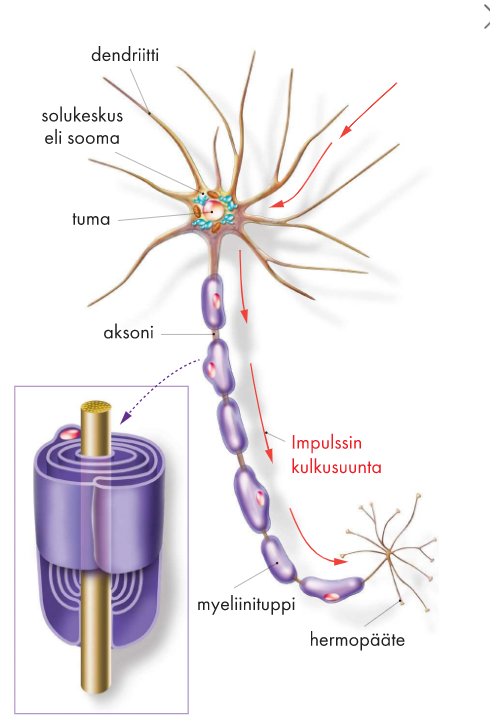 dendriitti
solukeskus
eli sooma
tuma
aksoni
Impulssin
kulkusuunta
myeliinituppi
hermopääte